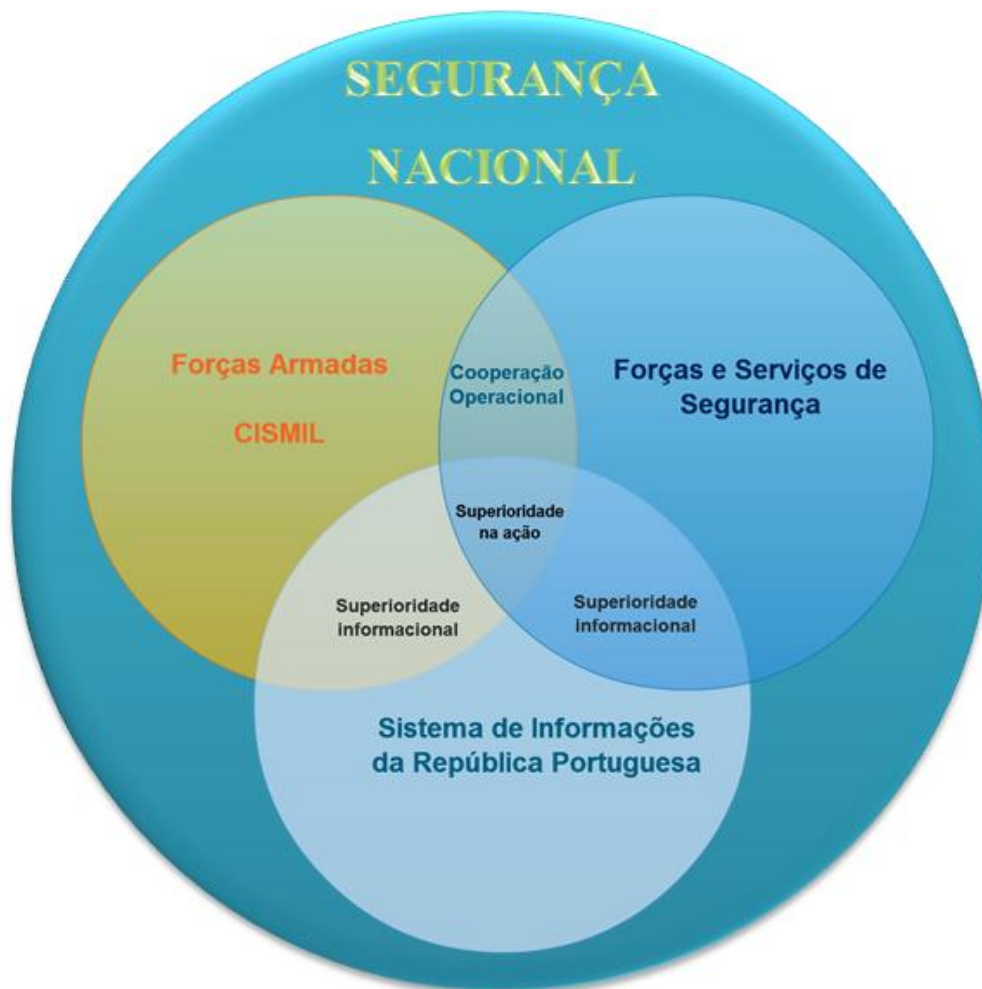 SEGURANÇA
NACIONAL
Forças Armadas
CISMIL
Cooperação
Operacional
Forças e Serviços de
Segurança
Superioridade
na ação
Superioridade
informacional
Superioridade
informacional
Sistema de Informações
da República Portuguesa